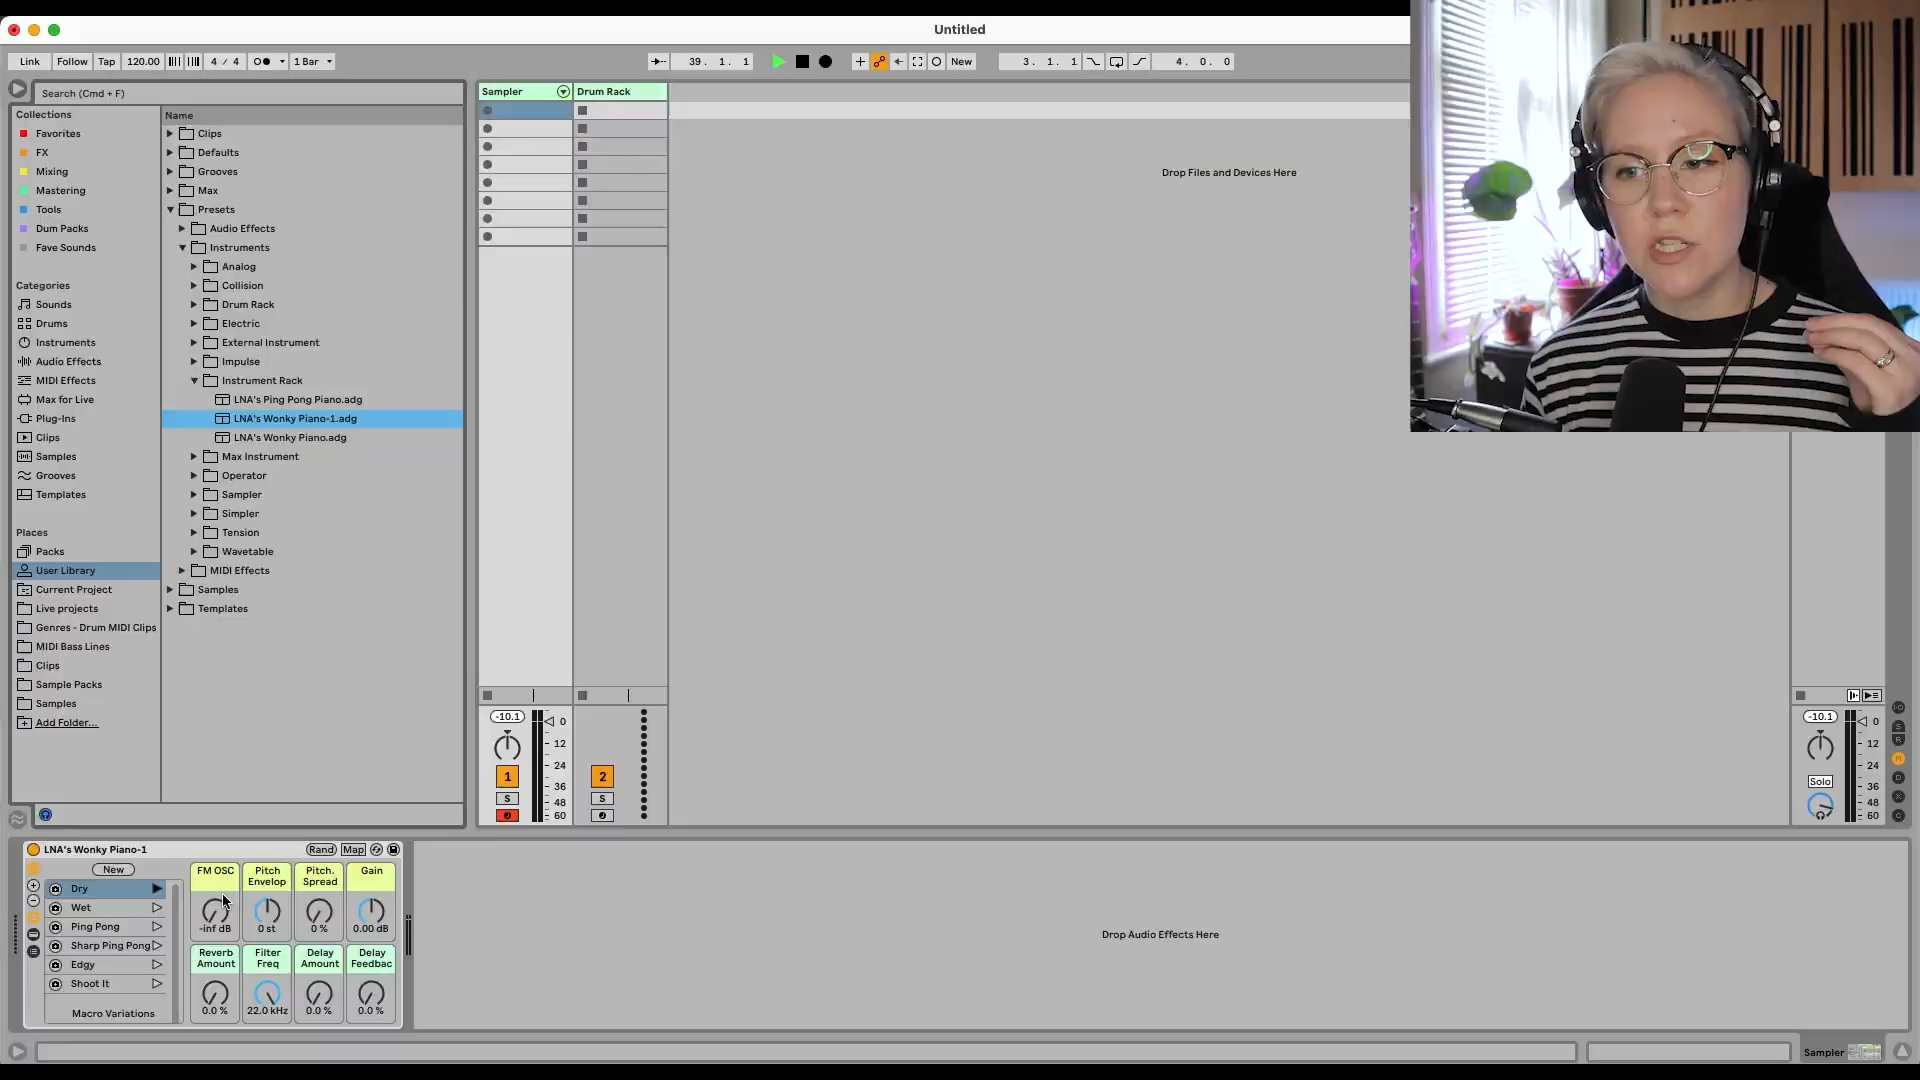 Untitled
Link Follow Tap 120.00 4 / 4 1 Bar 39. 1. 1 New 3. 1. 1 4. 0. 0
Search (Cmd + F)
Collections
Favorites
FX
Mixing
Mastering
Tools
Dum Packs
Fave Sounds
Categories
Sounds
Drums
Instruments
Audio Effects
MIDI Effects
Max for Live
Plug-Ins
Clips
Samples
Grooves
Templates
Places
Packs
User Library
Current Project
Live projects
Genres - Drum MIDI Clips
MIDI Bass Lines
Clips
Sample Packs
Samples
Add Folder...
Name
Clips
Defaults
Grooves
Max
Presets
Audio Effects
Instruments
Analog
Collision
Drum Rack
Electric
External Instrument
Impulse
Instrument Rack
LNA's Ping Pong Piano.adg
LNA's Wonky Piano-1.adg
LNA's Wonky Piano.adg
Max Instrument
Operator
Sampler
Simpler
Tension
Wavetable
MIDI Effects
Samples
Templates
Sampler Drum Rack
Drop Files and Devices Here
-10.1 0
12
24
36
48
60
1 2
S S
-10.1 0
12
24
36
48
60
Solo
LNA's Wonky Piano-1 Rand Map
New
Dry
Wet
Ping Pong
Sharp Ping Pong
Edgy
Shoot It
Macro Variations
FM OSC
-inf dB
Pitch
Envelop
0 st
Pitch.
Spread
0 %
Gain
0.00 dB
Reverb
Amount
0.0 %
Filter
Freq
22.0 kHz
Delay
Amount
0.0 %
Delay
Feedbac
0.0 %
Drop Audio Effects Here
Sampler